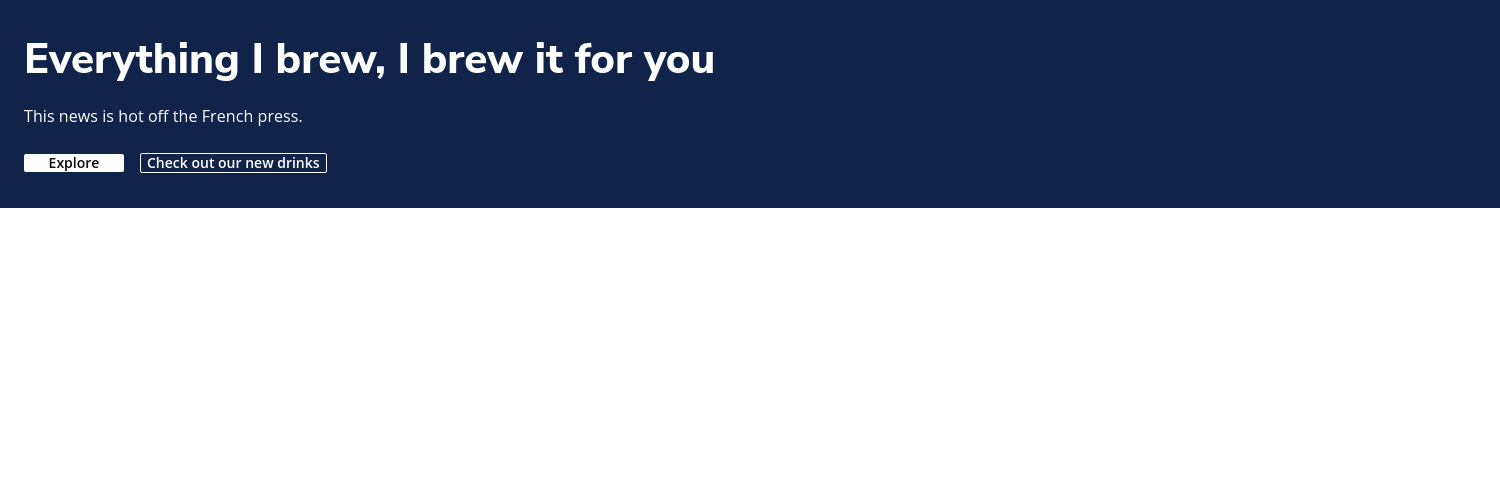 Everything I brew, I brew it for you
This news is hot off the French press.
Explore
Check out our new drinks